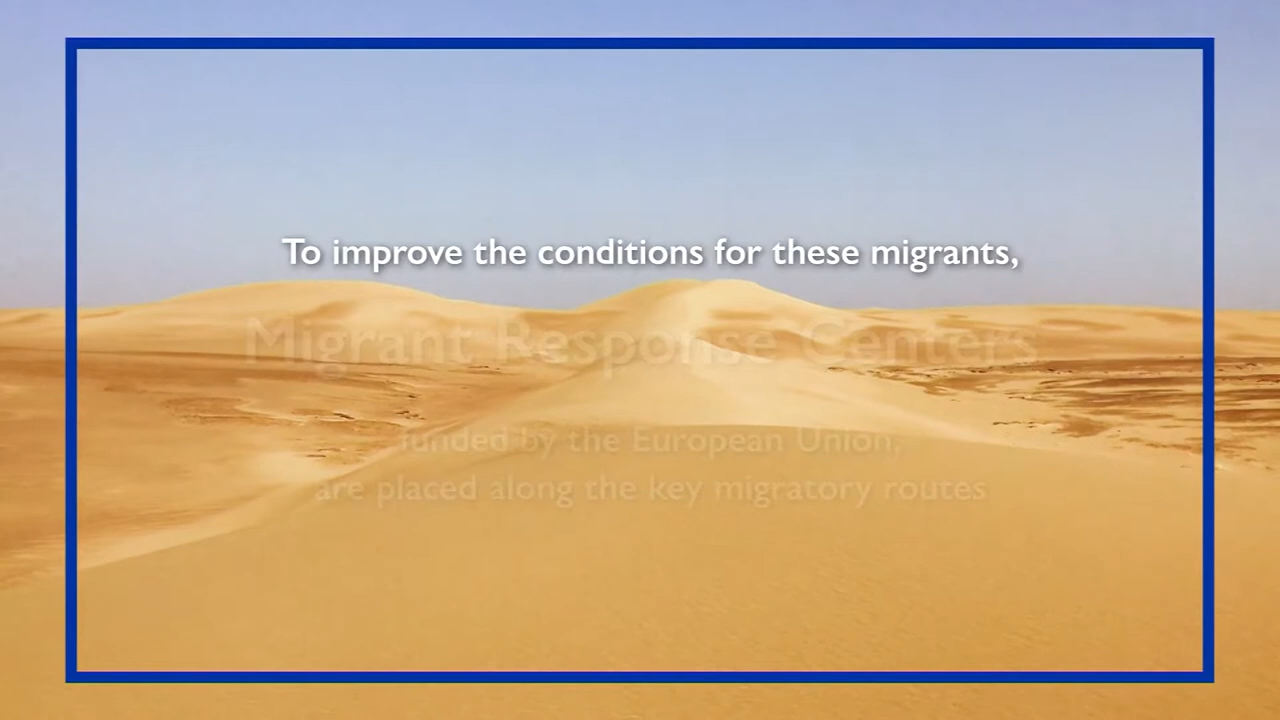 To improve the conditions for these migrants,
Migrant Response Centers
funded by the European Union,
are placed along the key migratory routes